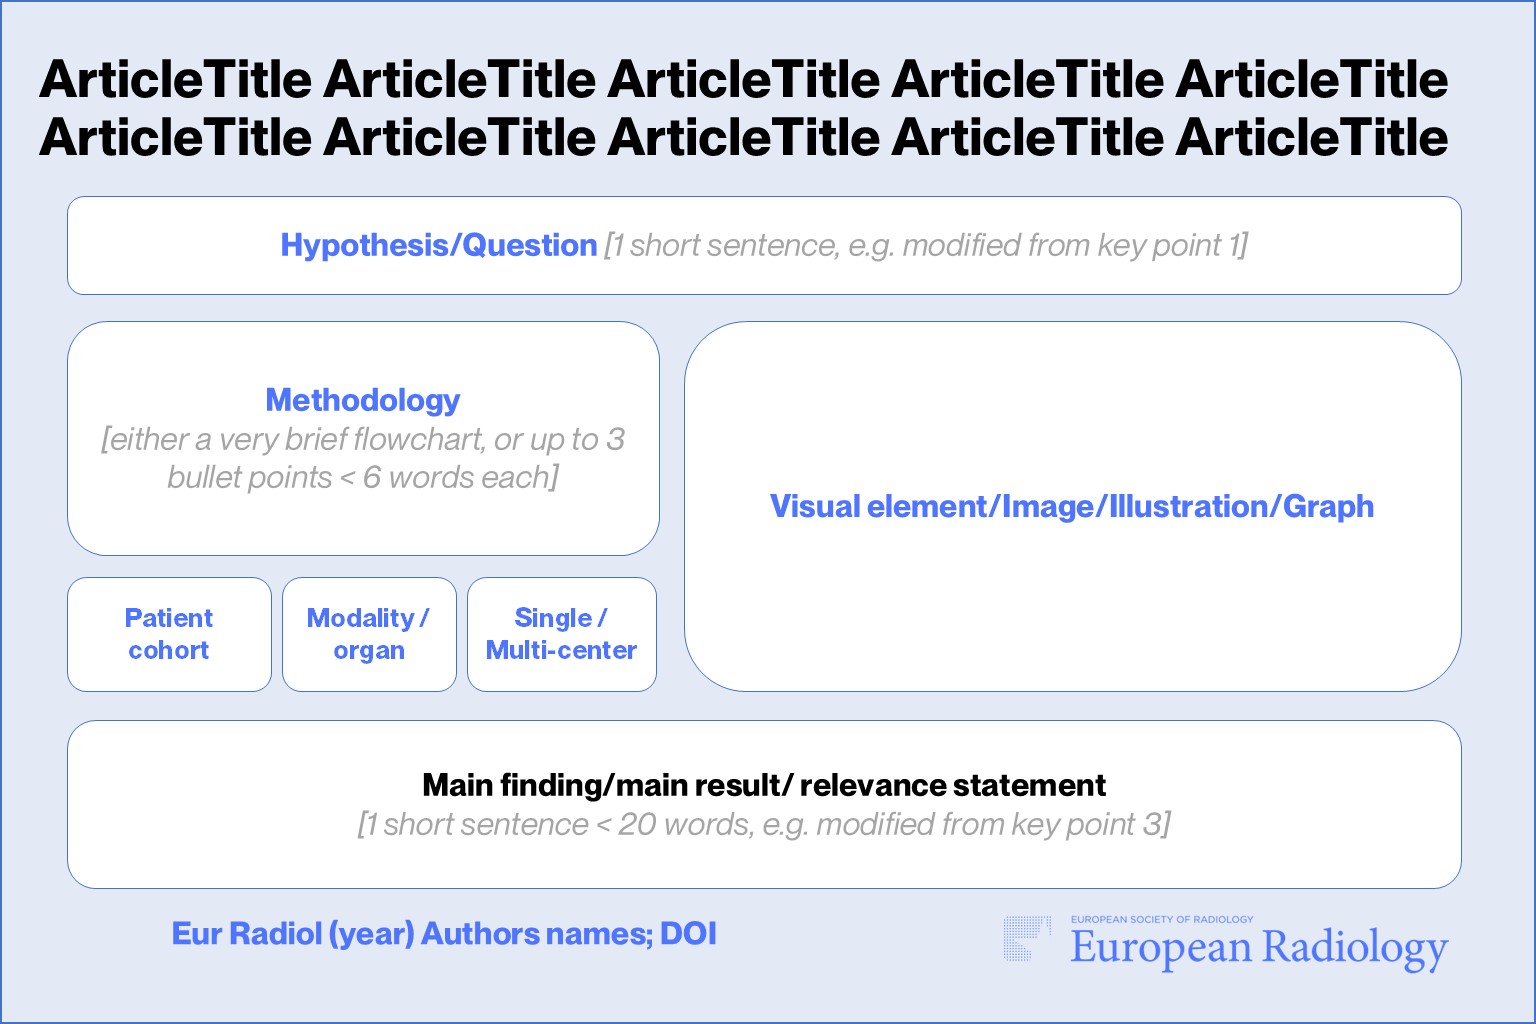 ArticleTitle ArticleTitle ArticleTitle ArticleTitle ArticleTitle
ArticleTitle ArticleTitle ArticleTitle ArticleTitle ArticleTitle
Hypothesis/Question [1 short sentence, e.g. modified from key point 1]
Methodology
[either a very brief flowchart, or up to 3
bullet points < 6 words each]
Visual element/Image/Illustration/Graph
Patient
cohort
Modality /
organ
Single /
Multi-center
Main finding/main result/ relevance statement
[1 short sentence < 20 words, e.g. modified from key point 3]
Eur Radiol (year) Authors names; DOI
EUROPEAN SOCIETY OF RADIOLOGY
European Radiology